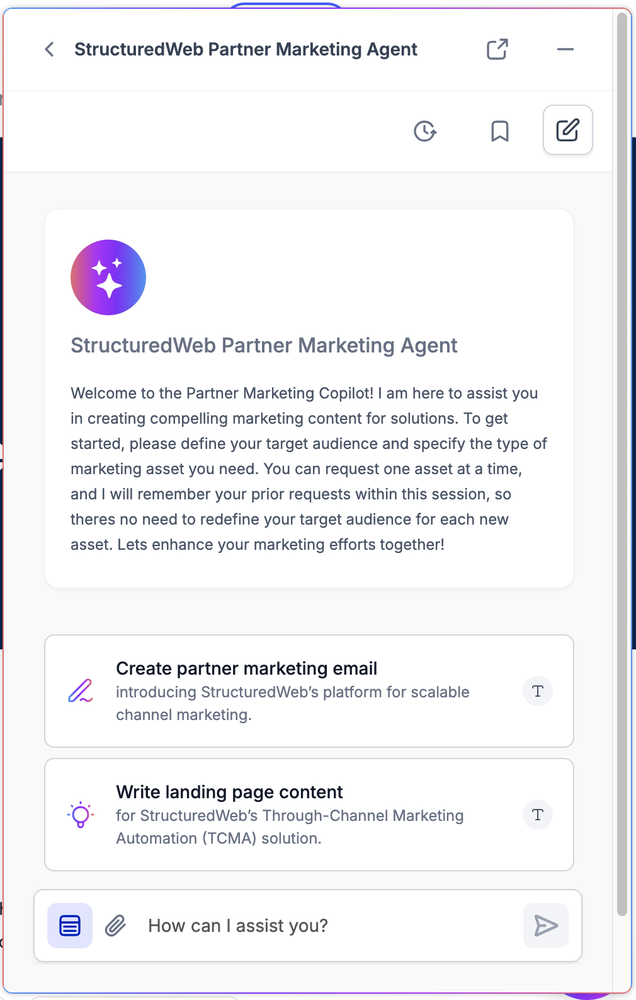 StructuredWeb Partner Marketing Agent
StructuredWeb Partner Marketing Agent
Welcome to the Partner Marketing Copilot! I am here to assist you
in creating compelling marketing content for solutions. To get
started, please define your target audience and specify the type of
marketing asset you need. You can request one asset at a time,
and I will remember your prior requests within this session, so
theres no need to redefine your target audience for each new
asset. Lets enhance your marketing efforts together!
Create partner marketing email
introducing StructuredWeb’s platform for scalable
channel marketing.
T
Write landing page content
for StructuredWeb’s Through-Channel Marketing
Automation (TCMA) solution.
T
How can I assist you?